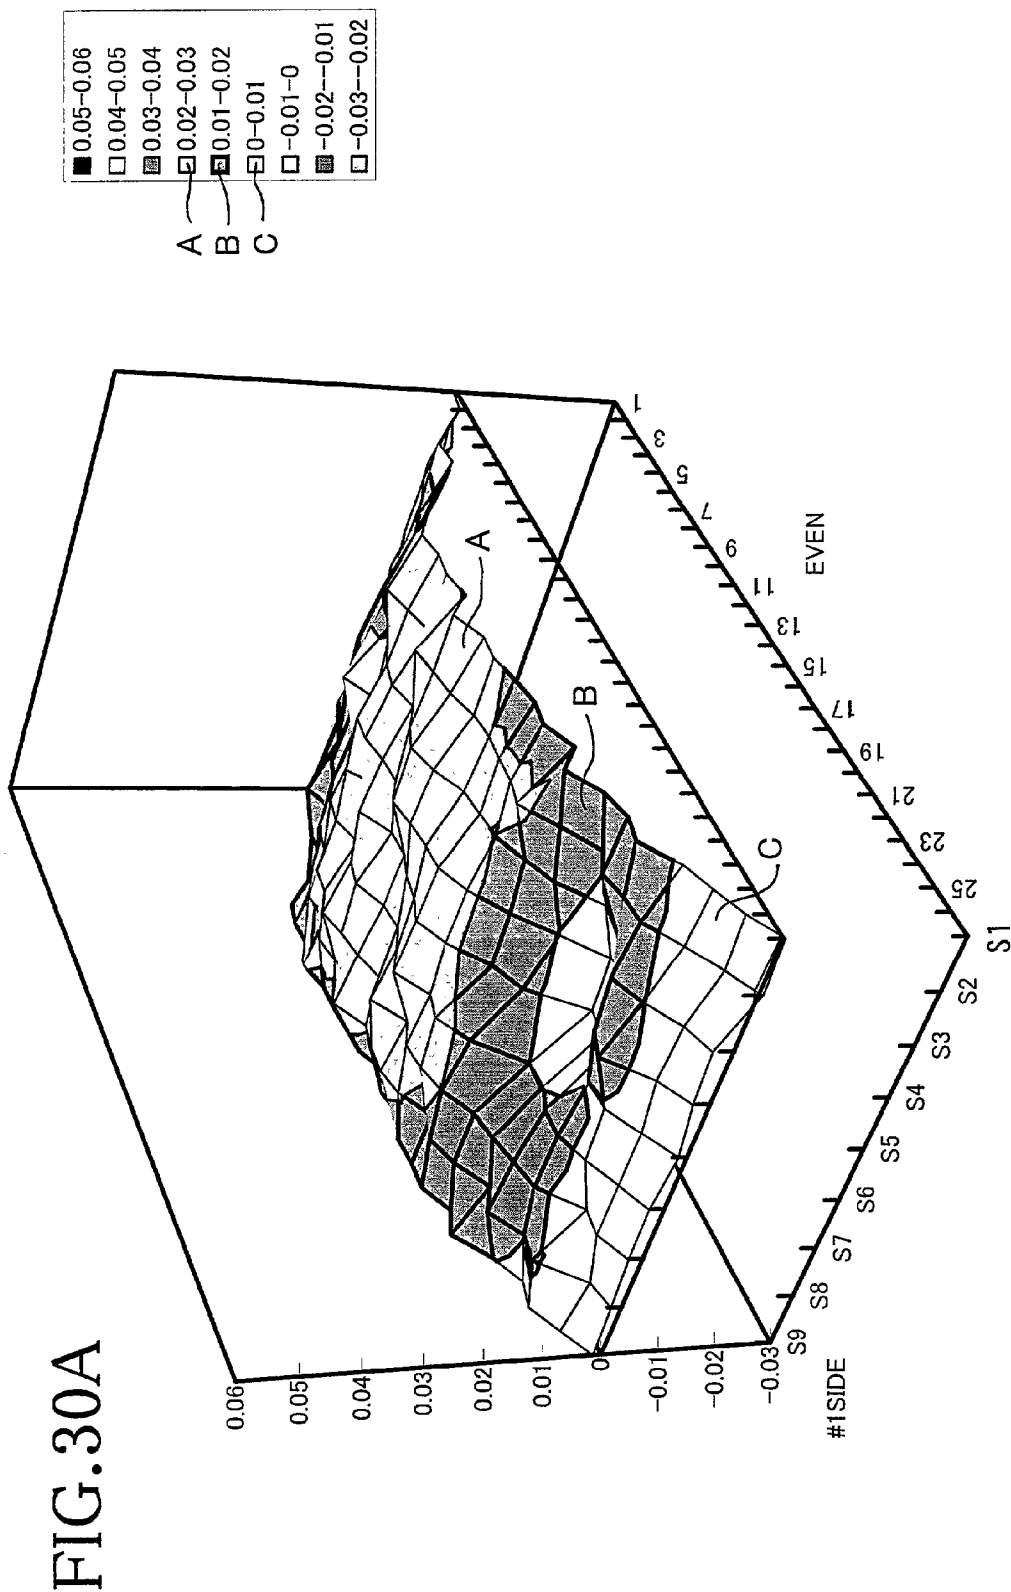 FIG.30A
0.05-0.06
0.04-0.05
0.03-0.04
0.02-0.03
0.01-0.02
0-0.01
-0.01-0
-0.02--0.01
-0.03--0.02
A
B
C
A
B
C
0.06
0.05
0.04
0.03
0.02
0.01
0
-0.01
-0.02
-0.03
#1SIDE
S9
S8
S7
S6
S5
S4
S3
S2
S1
25
23
21
19
17
15
13
11
9
7
5
3
1
EVEN